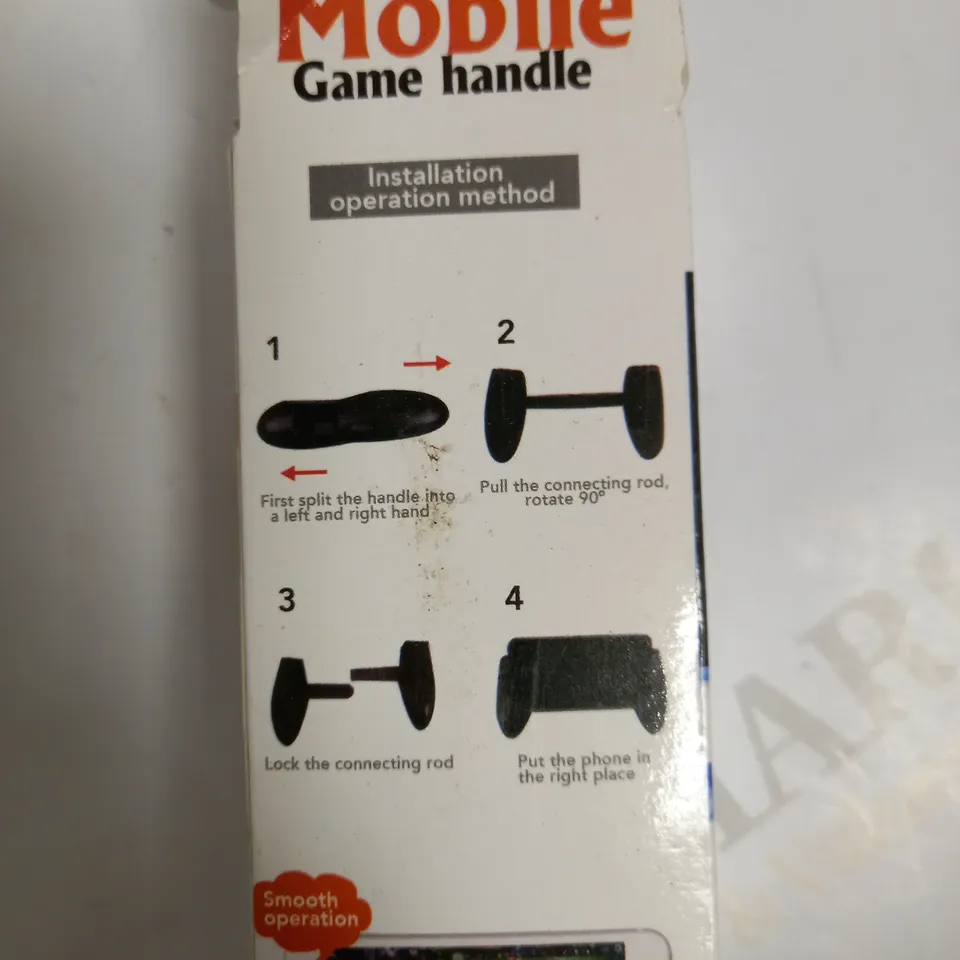 Mobile
Game handle
Installation
operation method
1
2
First split the handle into
a left and right hand
Pull the connecting rod,
rotate 90°
3
4
Lock the connecting rod
Put the phone in
the right place
Smooth
operation